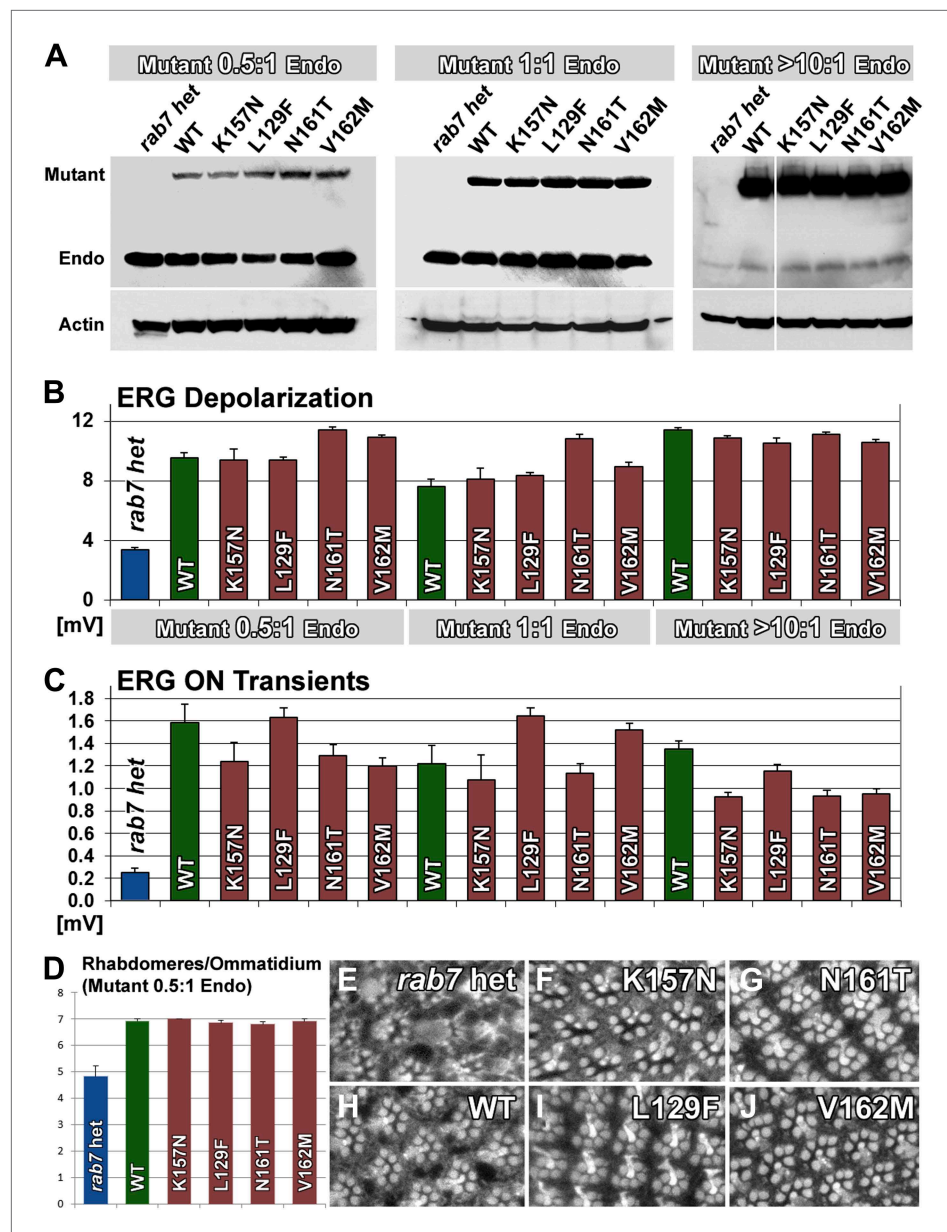 A
Mutant 0.5:1 Endo
Mutant 1:1 Endo
Mutant >10:1 Endo
rab7 het WT K157N L129F N161T V162M
rab7 het WT K157N L129F N161T V162M
rab7 het WT K157N L129F N161T V162M
Mutant
Endo
Actin
B
ERG Depolarization
12
8
4
0
[mV]
rab7 het
WT K157N L129F N161T V162M WT K157N L129F N161T V162M WT K157N L129F N161T V162M
Mutant 0.5:1 Endo
Mutant 1:1 Endo
Mutant >10:1 Endo
C
ERG ON Transients
1.8
1.6
1.4
1.2
1.0
0.8
0.6
0.4
0.2
0.0
[mV]
rab7 het
WT K157N L129F N161T V162M WT K157N L129F N161T V162M WT K157N L129F N161T V162M
D
Rhabdomeres/Ommatidium
(Mutant 0.5:1 Endo)
8
7
6
5
4
3
2
1
0
rab7 het WT K157N L129F N161T V162M
E rab7 het
F K157N
G N161T
H WT
I L129F
J V162M